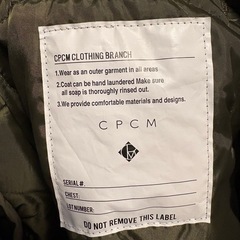 CPCM CLOTHING BRANCH
1.Wear as an outer garment in all areas
2.Coat can be hand laundered Make sure
all soap is thoroughly rinsed out.
3.We provide comfortable materials and designs.
CPCM
SERIAL#:
CHEST:
LOT NUMBER:
DO NOT REMOVE THIS LABEL